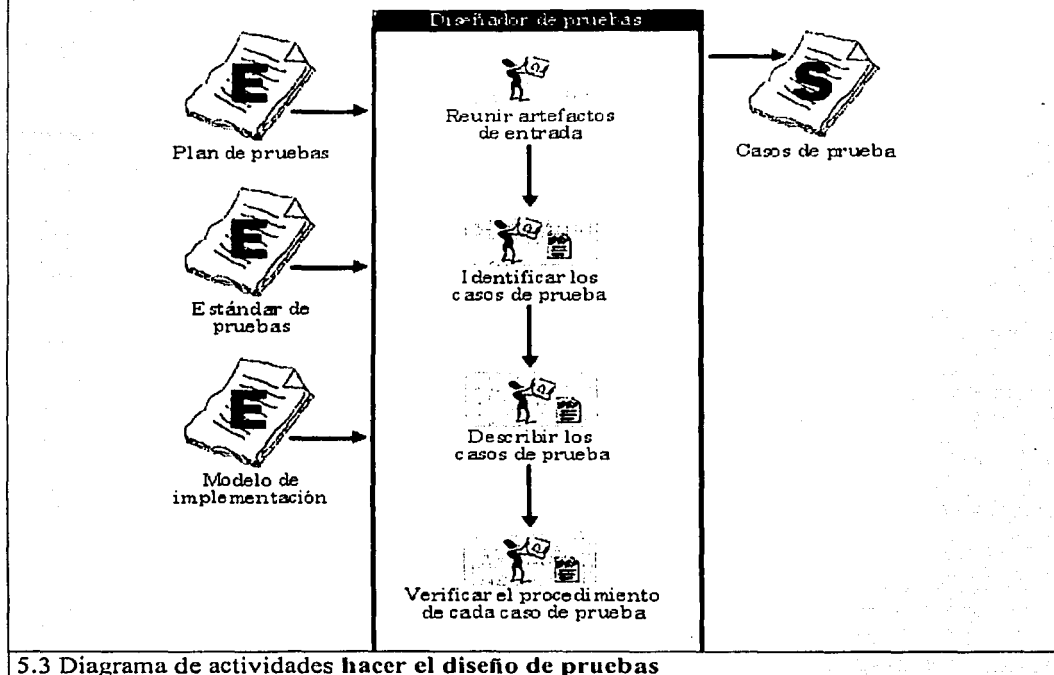 Diseñador de pruebas
E
Plan de pruebas
E
Estándar de
pruebas
E
Modelo de
implementación
Reunir artefactos
de entrada
Identificar los
casos de prueba
Describir los
casos de prueba
Verificar el procedimiento
de cada caso de prueba
S
Casos de prueba
5.3 Diagrama de actividades hacer el diseño de pruebas